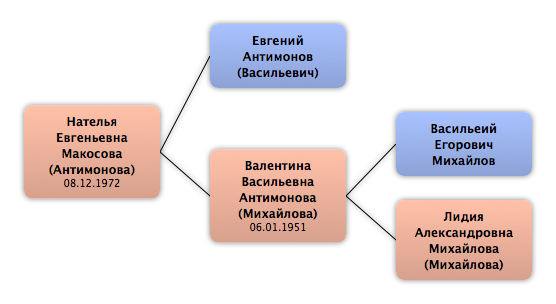 Евгений
Антимонов
(Васильевич)
Нателья
Евгеньевна
Макосова
(Антимонова)
08.12.1972
Валентина
Васильевна
Антимонова
(Михайлова)
06.01.1951
Васильеий
Егорович
Михайлов
Лидия
Александровна
Михайлова
(Михайлова)